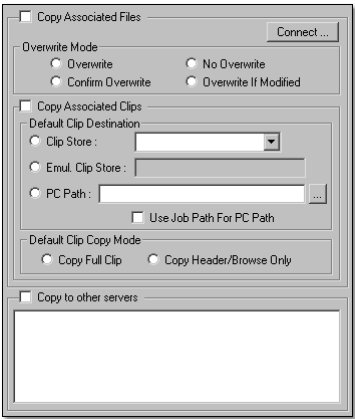 Copy Associated Files
Connect ...
Overwrite Mode
Overwrite No Overwrite
Confirm Overwrite Overwrite If Modified
Copy Associated Clips
Default Clip Destination
Clip Store :
Emul. Clip Store :
PC Path : ...
Use Job Path For PC Path
Default Clip Copy Mode
Copy Full Clip Copy Header/Browse Only
Copy to other servers